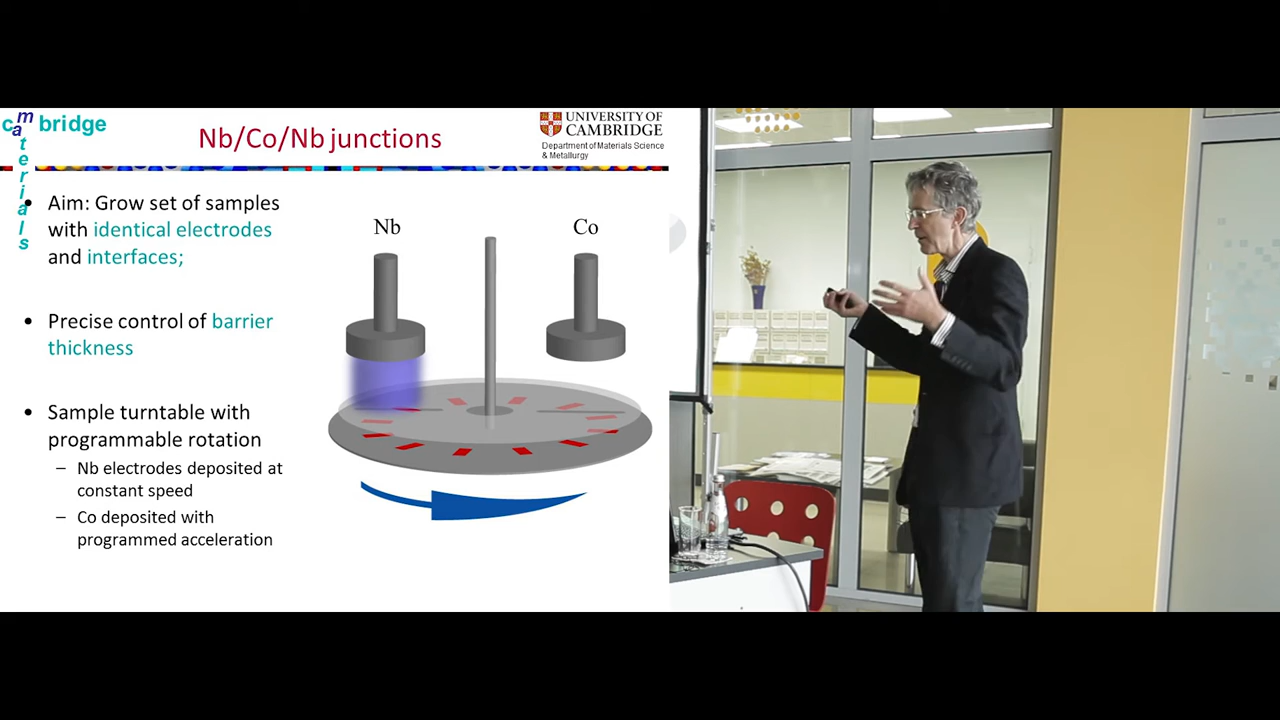 cambridge
materials
Nb/Co/Nb junctions
UNIVERSITY OF
CAMBRIDGE
Department of Materials Science
& Metallurgy
• Aim: Grow set of samples
with identical electrodes
and interfaces;
• Precise control of barrier
thickness
• Sample turntable with
programmable rotation
– Nb electrodes deposited at
constant speed
– Co deposited with
programmed acceleration
Nb
Co